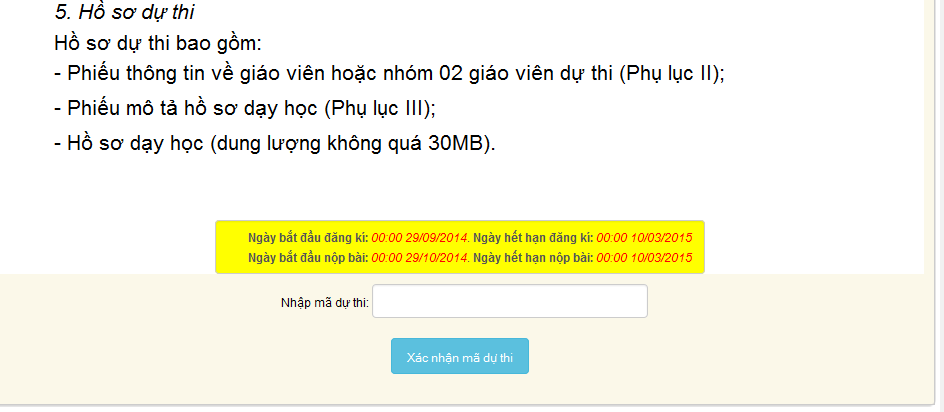 5. Hồ sơ dự thi
Hồ sơ dự thi bao gồm:
- Phiếu thông tin về giáo viên hoặc nhóm 02 giáo viên dự thi (Phụ lục II);
- Phiếu mô tả hồ sơ dạy học (Phụ lục III);
- Hồ sơ dạy học (dung lượng không quá 30MB).
Ngày bắt đầu đăng kí: 00:00 29/09/2014. Ngày hết hạn đăng kí: 00:00 10/03/2015
Ngày bắt đầu nộp bài: 00:00 29/10/2014. Ngày hết hạn nộp bài: 00:00 10/03/2015
Nhập mã dự thi:
Xác nhận mã dự thi